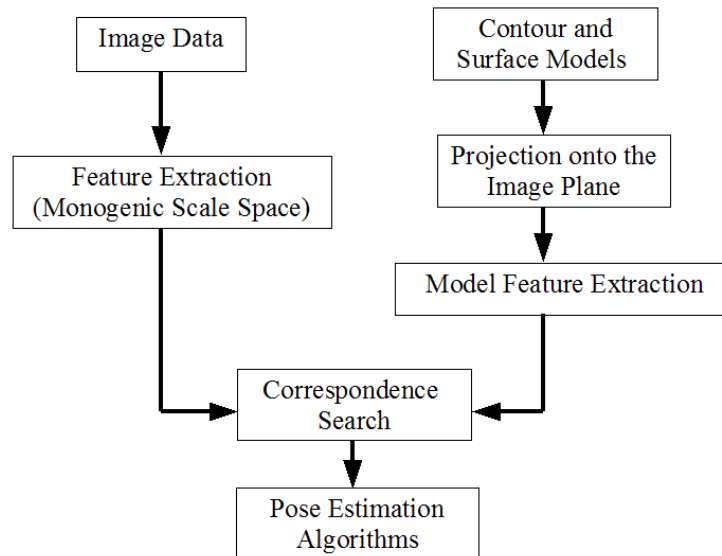 Image Data
Contour and
Surface Models
Feature Extraction
(Monogenic Scale Space)
Projection onto the
Image Plane
Model Feature Extraction
Correspondence
Search
Pose Estimation
Algorithms